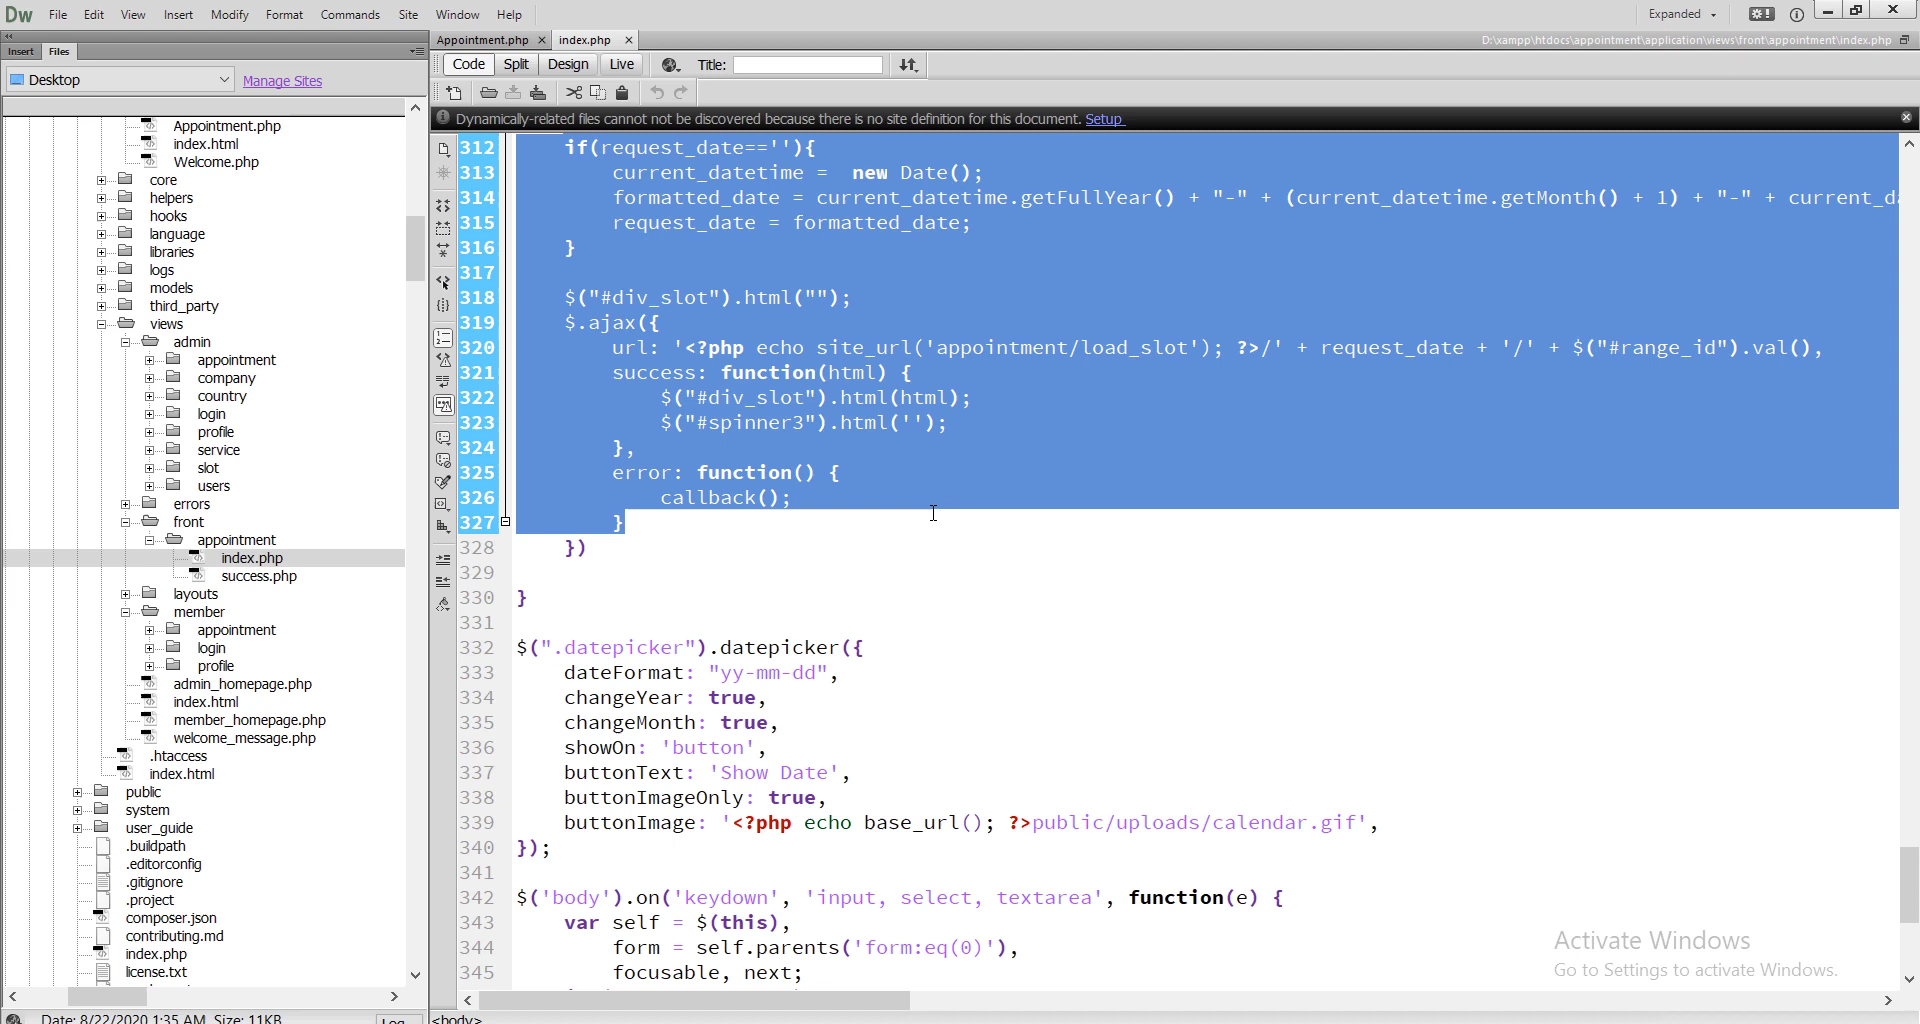 Dw File Edit View Insert Modify Format Commands Site Window Help Expanded
Insert Files
Appointment.php index.php D:\xampp\htdocs\appointment\application\views\front\appointment\index.php
Code Split Design Live Title:
Desktop Manage Sites
Dynamically-related files cannot not be discovered because there is no site definition for this document. Setup
Appointment.php
index.html
Welcome.php
core
helpers
hooks
language
libraries
logs
models
third_party
views
admin
appointment
company
country
login
profile
service
slot
users
errors
front
appointment
index.php
success.php
layouts
member
appointment
login
profile
admin_homepage.php
index.html
member_homepage.php
welcome_message.php
.htaccess
index.html
public
system
user_guide
.buildpath
.editorconfig
.gitignore
.project
composer.json
contributing.md
index.php
license.txt
Date: 8/22/2020 1:35 AM Size: 11KB Log
312 if(request_date==''){
313 current_datetime = new Date();
314 formatted_date = current_datetime.getFullYear() + "-" + (current_datetime.getMonth() + 1) + "-" + current_da
315 request_date = formatted_date;
316 }
317
318 $("#div_slot").html("");
319 $.ajax({
320 url: '<?php echo site_url('appointment/load_slot'); ?>/' + request_date + '/' + $("#range_id").val(),
321 success: function(html) {
322 $("#div_slot").html(html);
323 $("#spinner3").html('');
324 },
325 error: function() {
326 callback();
327 }
328 })
329
330 }
331
332 $(".datepicker").datepicker({
333 dateFormat: "yy-mm-dd",
334 changeYear: true,
335 changeMonth: true,
336 showOn: 'button',
337 buttonText: 'Show Date',
338 buttonImageOnly: true,
339 buttonImage: '<?php echo base_url(); ?>public/uploads/calendar.gif',
340 });
341
342 $('body').on('keydown', 'input, select, textarea', function(e) {
343 var self = $(this),
344 form = self.parents('form:eq(0)'),
345 focusable, next;
<body>
Activate Windows
Go to Settings to activate Windows.